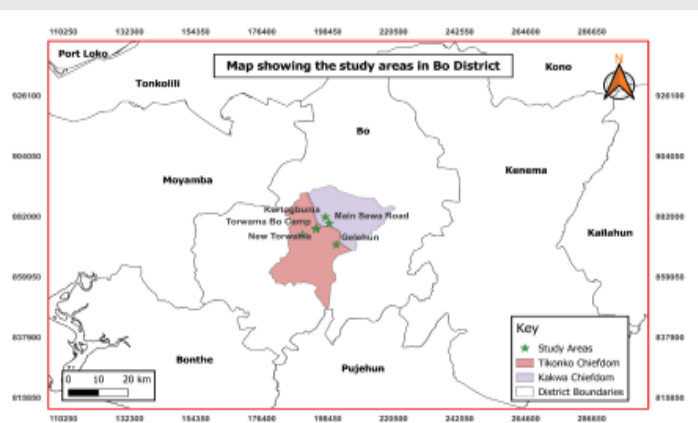 110250 132300 154350 176400 198450 220500 242550 264600 286650
Map showing the study areas in Bo District
N
Port Loko
Tonkolili
Kono
926100 926100
Bo
904050 904050
Kenema
Moyamba
882000 882000
Main Sewa Road
Torwama Bo Camp
Kailahun
New Torwama
Gelehun
859950 859950
Key
Study Areas
Tikonko Chiefdom
Kakwa Chiefdom
District Boundaries
837900 837900
Bonthe
Pujehun
0 10 20 km
815850 815850
110250 132300 154350 176400 198450 220500 242550 264600 286650